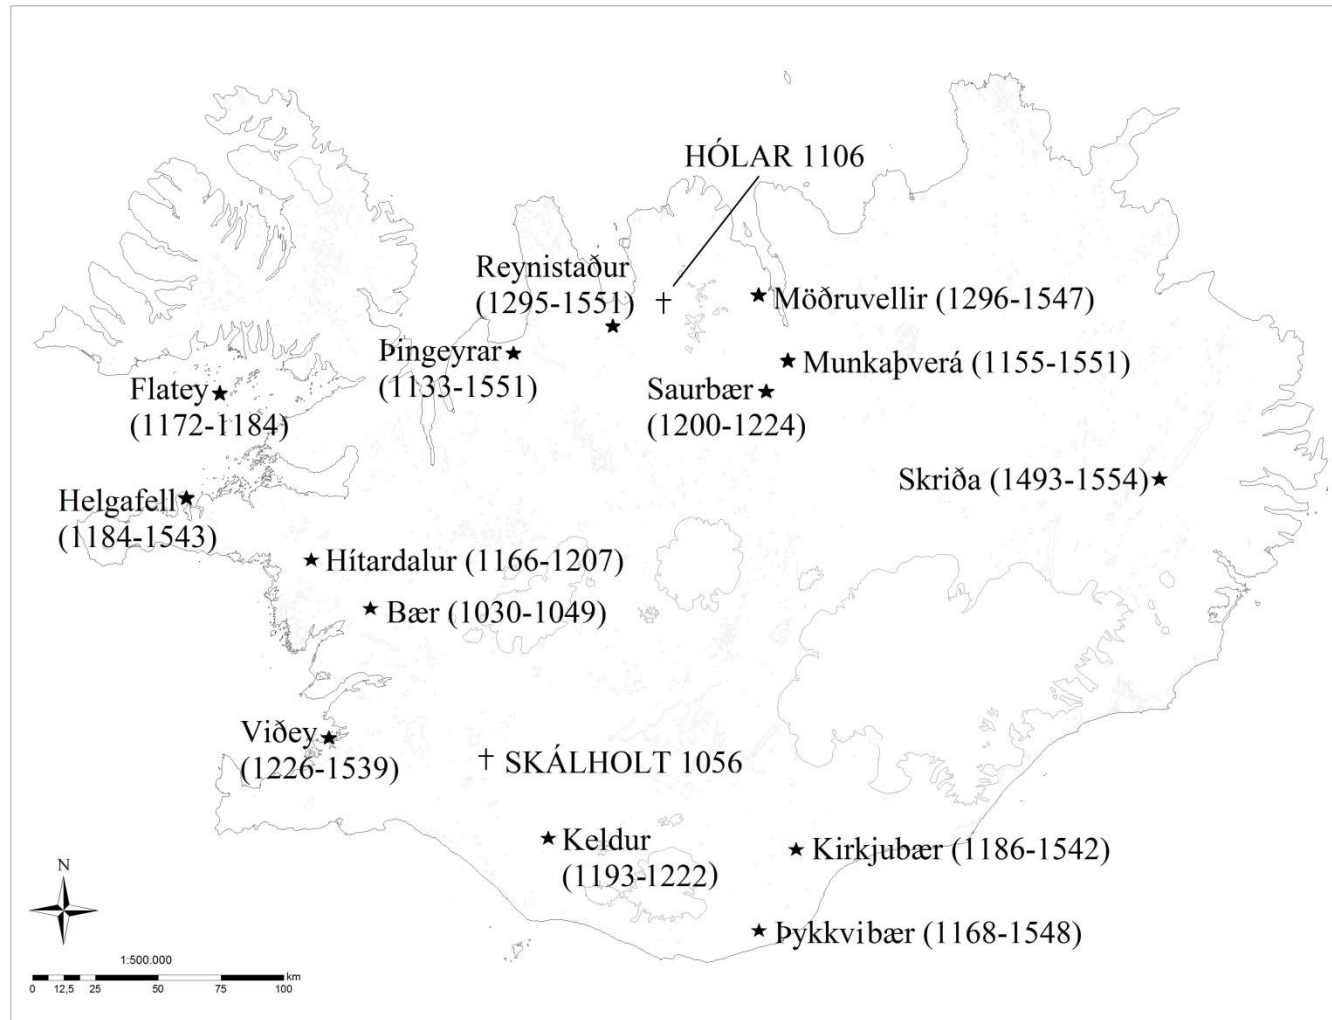 HÓLAR 1106
Reynistaður
(1295-1551)
Möðruvellir (1296-1547)
Þingeyrar
(1133-1551)
Munkaþverá (1155-1551)
Flatey
(1172-1184)
Saurbær
(1200-1224)
Skriða (1493-1554)
Helgafell
(1184-1543)
Hítardalur (1166-1207)
Bær (1030-1049)
Viðey
(1226-1539)
† SKÁLHOLT 1056
Keldur
(1193-1222)
Kirkjubær (1186-1542)
Þykkvibær (1168-1548)
N
1:500.000
km
0 12,5 25 50 75 100